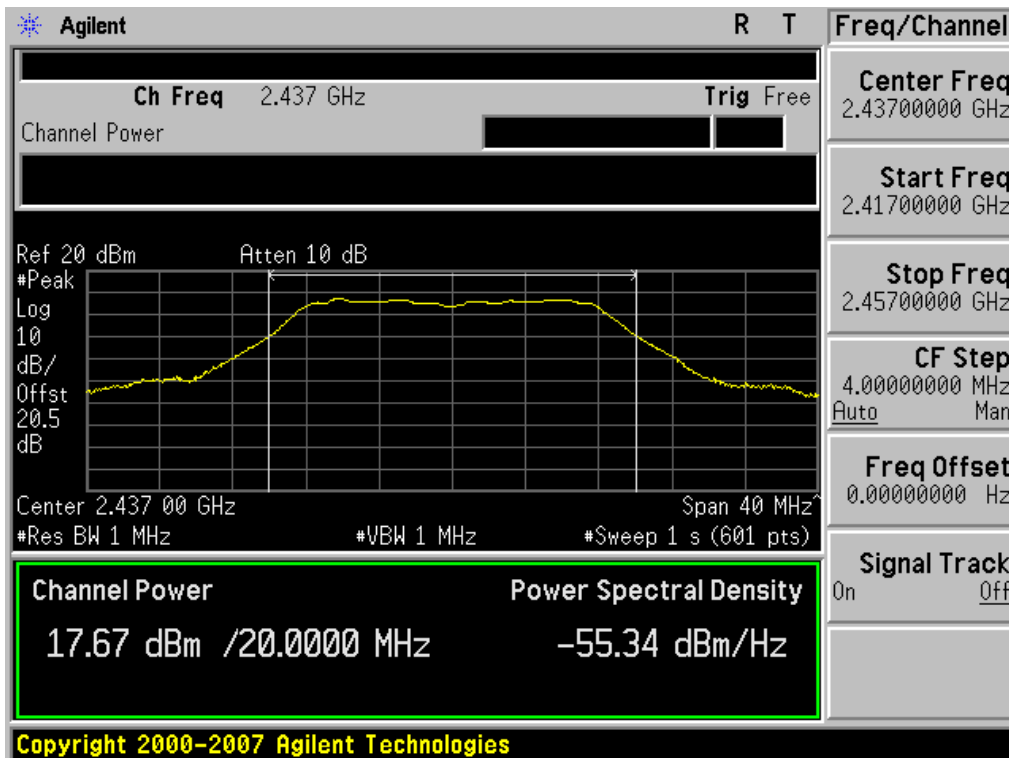 Agilent R T Freq/Channel
Ch Freq 2.437 GHz Trig Free
Channel Power
Center Freq
2.43700000 GHz
Start Freq
2.41700000 GHz
Stop Freq
2.45700000 GHz
CF Step
4.00000000 MHz
Auto Man
Freq Offset
0.00000000 Hz
Signal Track
On Off
Ref 20 dBm Atten 10 dB
#Peak
Log
10
dB/
Offst
20.5
dB
Center 2.437 00 GHz Span 40 MHz^
#Res BW 1 MHz #VBW 1 MHz #Sweep 1 s (601 pts)
Channel Power Power Spectral Density
17.67 dBm /20.0000 MHz -55.34 dBm/Hz
Copyright 2000-2007 Agilent Technologies